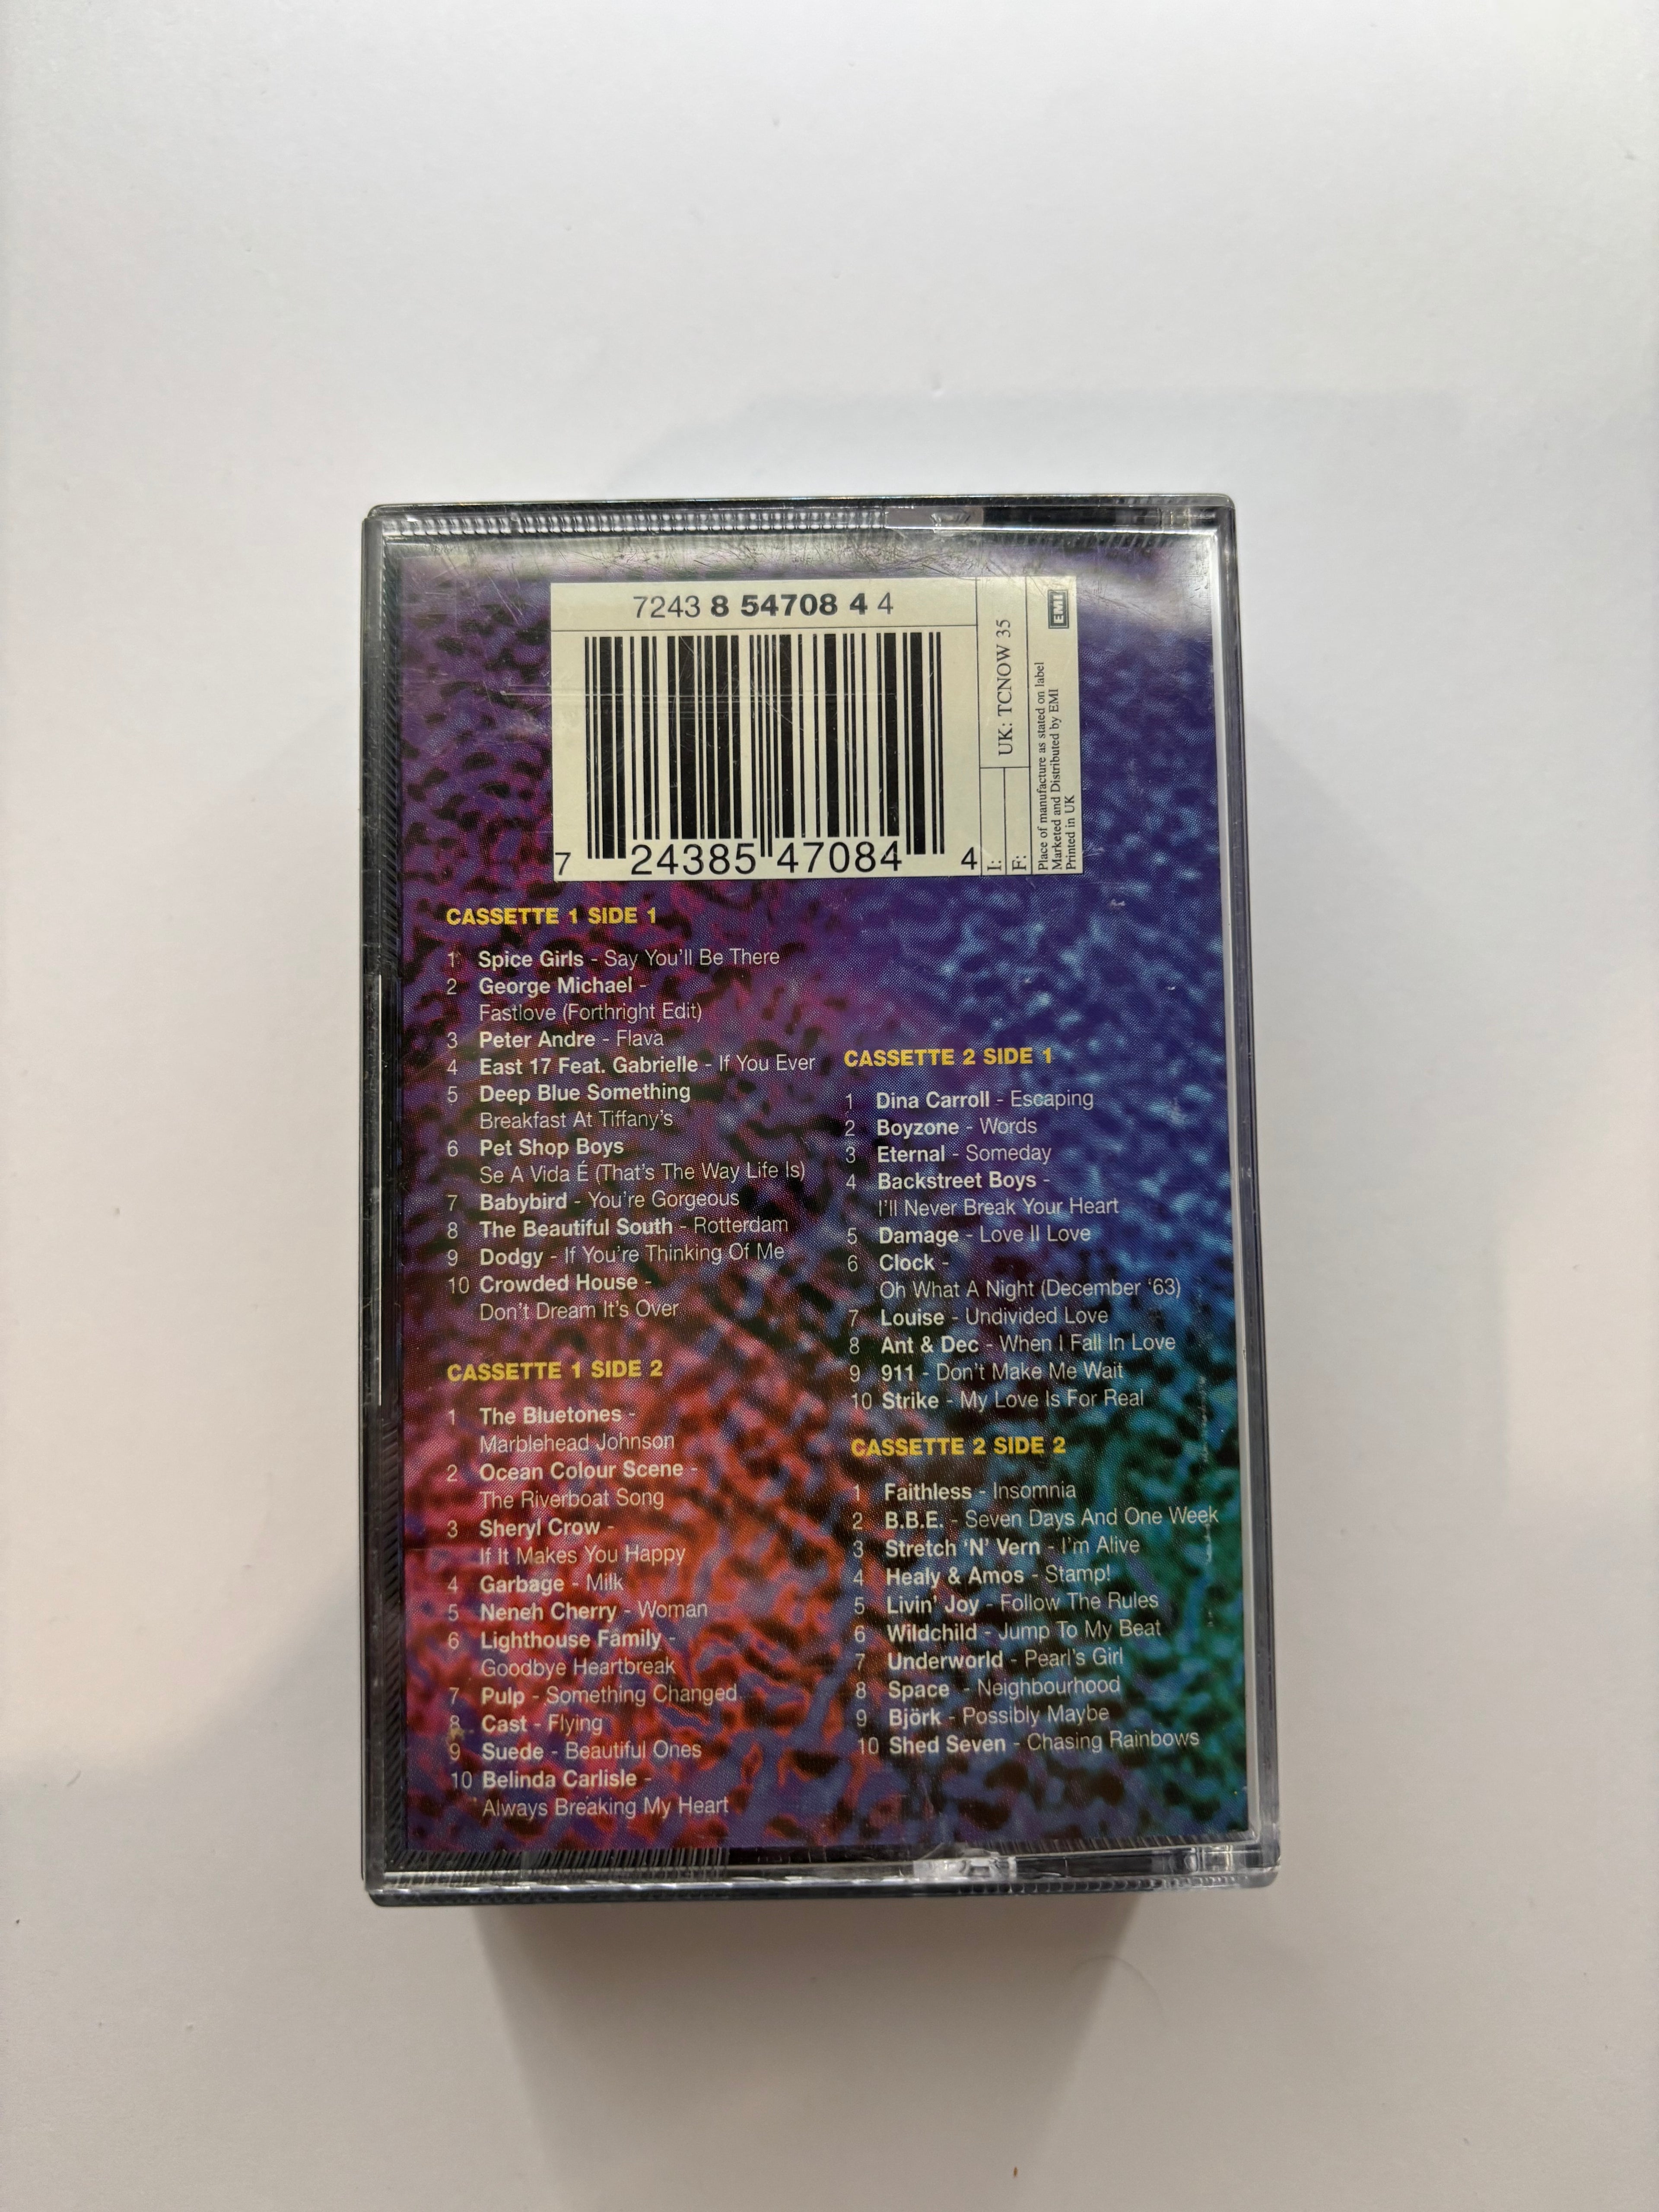 7243 8 54708 4 4
7 24385 47084 4
UK: TCNOW 35
I:
F:
EMI
Place of manufacture as stated on label
Marketed and Distributed by EMI
Printed in UK
CASSETTE 1 SIDE 1
1 Spice Girls - Say You'll Be There
2 George Michael -
Fastlove (Forthright Edit)
3 Peter Andre - Flava
4 East 17 Feat. Gabrielle - If You Ever
5 Deep Blue Something
Breakfast At Tiffany's
6 Pet Shop Boys
Se A Vida É (That's The Way Life Is)
7 Babybird - You're Gorgeous
8 The Beautiful South - Rotterdam
9 Dodgy - If You're Thinking Of Me
10 Crowded House -
Don't Dream It's Over
CASSETTE 1 SIDE 2
1 The Bluetones -
Marblehead Johnson
2 Ocean Colour Scene -
The Riverboat Song
3 Sheryl Crow -
If It Makes You Happy
4 Garbage - Milk
5 Neneh Cherry - Woman
6 Lighthouse Family -
Goodbye Heartbreak
7 Pulp - Something Changed
8 Cast - Flying
9 Suede - Beautiful Ones
10 Belinda Carlisle -
Always Breaking My Heart
CASSETTE 2 SIDE 1
1 Dina Carroll - Escaping
2 Boyzone - Words
3 Eternal - Someday
4 Backstreet Boys -
I'll Never Break Your Heart
5 Damage - Love II Love
6 Clock -
Oh What A Night (December '63)
7 Louise - Undivided Love
8 Ant & Dec - When I Fall In Love
9 911 - Don't Make Me Wait
10 Strike - My Love Is For Real
CASSETTE 2 SIDE 2
1 Faithless - Insomnia
2 B.B.E. - Seven Days And One Week
3 Stretch 'N' Vern - I'm Alive
4 Healy & Amos - Stamp!
5 Livin' Joy - Follow The Rules
6 Wildchild - Jump To My Beat
7 Underworld - Pearl's Girl
8 Space - Neighbourhood
9 Björk - Possibly Maybe
10 Shed Seven - Chasing Rainbows